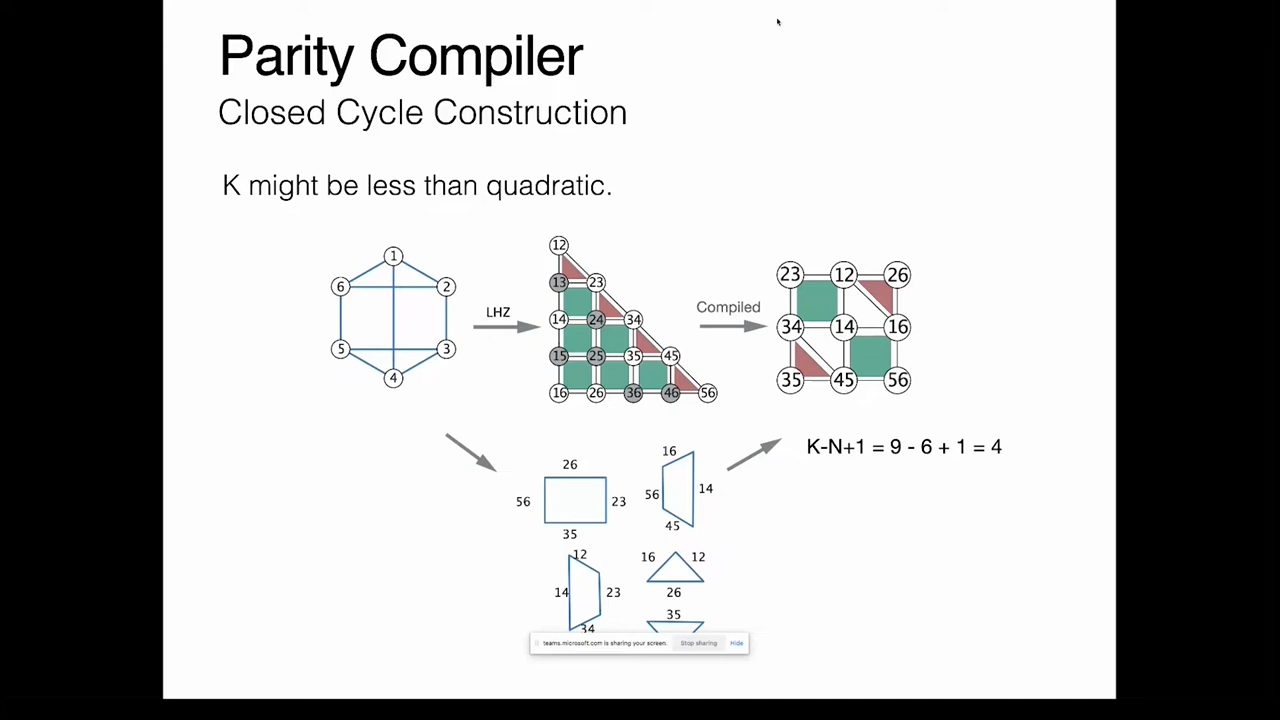 Parity Compiler
Closed Cycle Construction
K might be less than quadratic.
1
6 2
5 3
4
LHZ
12
13 23
14 24 34
15 25 35 45
16 26 36 46 56
Compiled
23 12 26
34 14 16
35 45 56
K-N+1 = 9 - 6 + 1 = 4
26
56 23
35
16
56 14
45
12
14 23
34
16 12
26
35
teams.microsoft.com is sharing your screen. Stop sharing Hide